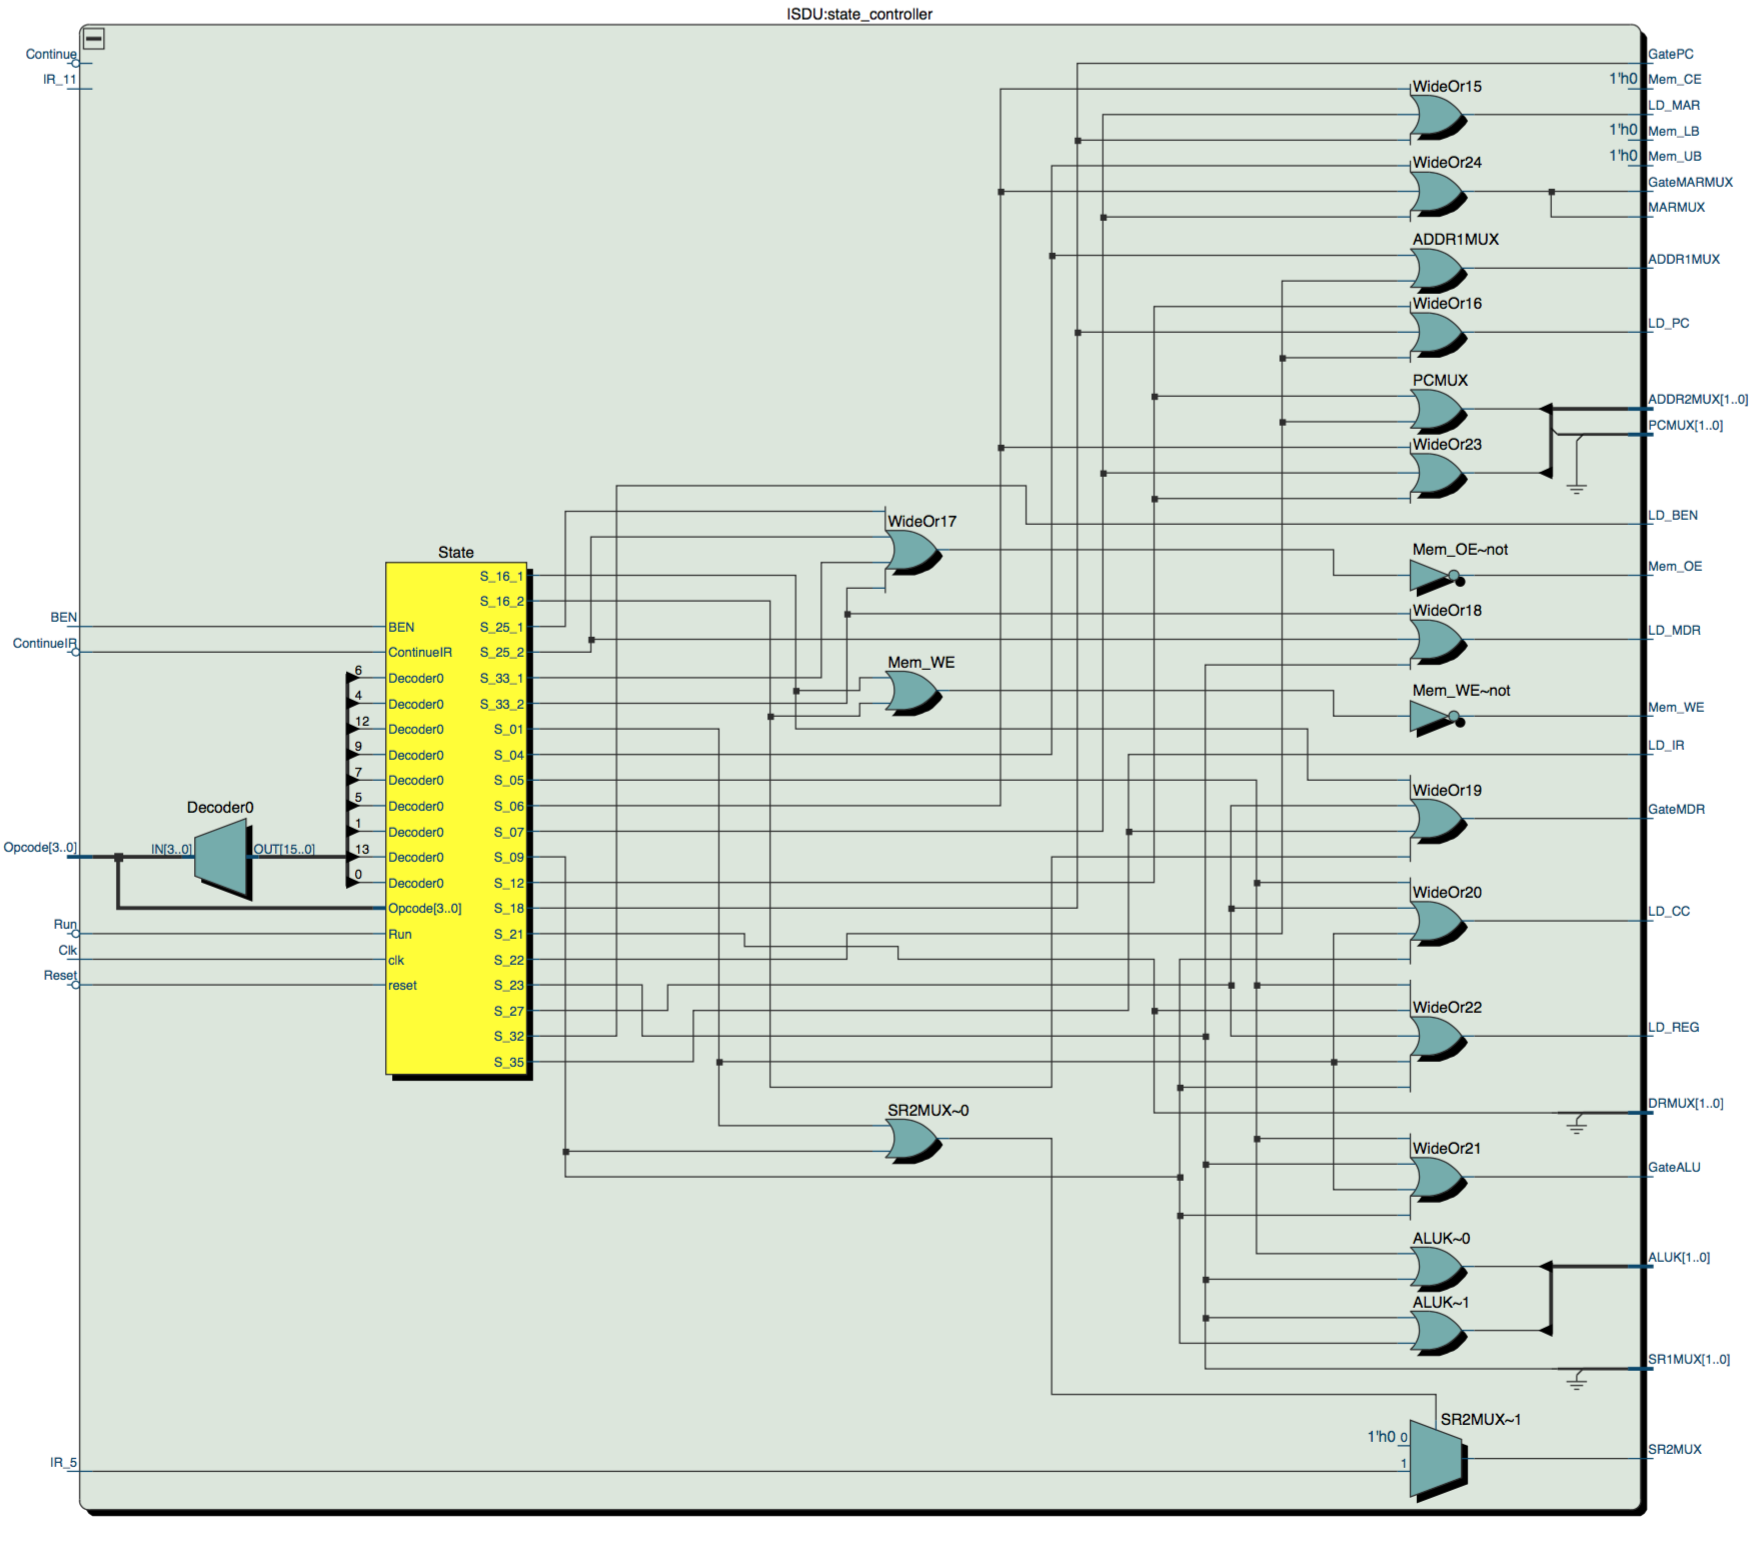 ISDU:state_controller
Continue
IR_11
BEN
ContinueIR
Opcode[3..0]
Run
Clk
Reset
IR_5
Decoder0
IN[3..0]
OUT[15..0]
6
4
12
9
7
5
1
13
0
State
BEN
ContinueIR
Decoder0
Decoder0
Decoder0
Decoder0
Decoder0
Decoder0
Decoder0
Decoder0
Decoder0
Opcode[3..0]
Run
clk
reset
S_16_1
S_16_2
S_25_1
S_25_2
S_33_1
S_33_2
S_01
S_04
S_05
S_06
S_07
S_09
S_12
S_18
S_21
S_22
S_23
S_27
S_32
S_35
WideOr17
Mem_WE
SR2MUX~0
WideOr15
WideOr24
ADDR1MUX
WideOr16
PCMUX
WideOr23
Mem_OE~not
WideOr18
Mem_WE~not
WideOr19
WideOr20
WideOr22
WideOr21
ALUK~0
ALUK~1
SR2MUX~1
1'h0 0
1
GatePC
1'h0 Mem_CE
LD_MAR
1'h0 Mem_LB
1'h0 Mem_UB
GateMARMUX
MARMUX
ADDR1MUX
LD_PC
ADDR2MUX[1..0]
PCMUX[1..0]
LD_BEN
Mem_OE
LD_MDR
Mem_WE
LD_IR
GateMDR
LD_CC
LD_REG
DRMUX[1..0]
GateALU
ALUK[1..0]
SR1MUX[1..0]
SR2MUX